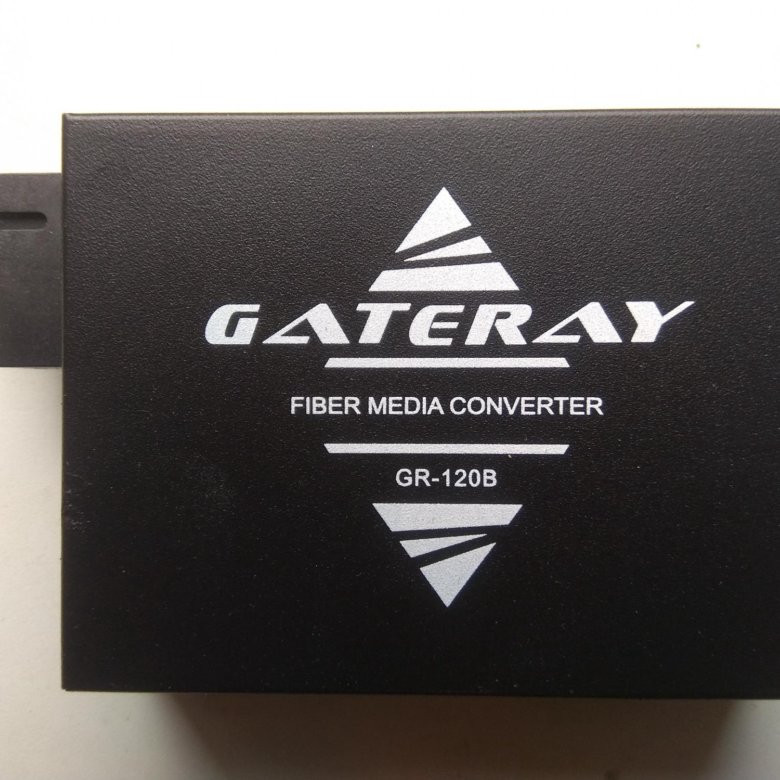 GATERAY
FIBER MEDIA CONVERTER
GR-120B